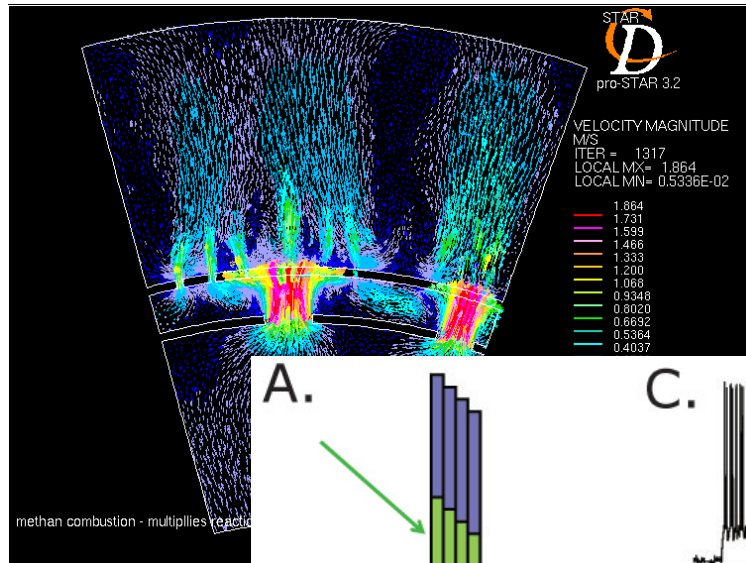 STAR
D
pro-STAR 3.2
VELOCITY MAGNITUDE
M/S
ITER = 1317
LOCAL MX= 1.864
LOCAL MN= 0.5336E-02
1.864
1.731
1.599
1.466
1.333
1.200
1.068
0.9348
0.8020
0.6692
0.5364
0.4037
A.
C.
methan combustion - multipllies reactio